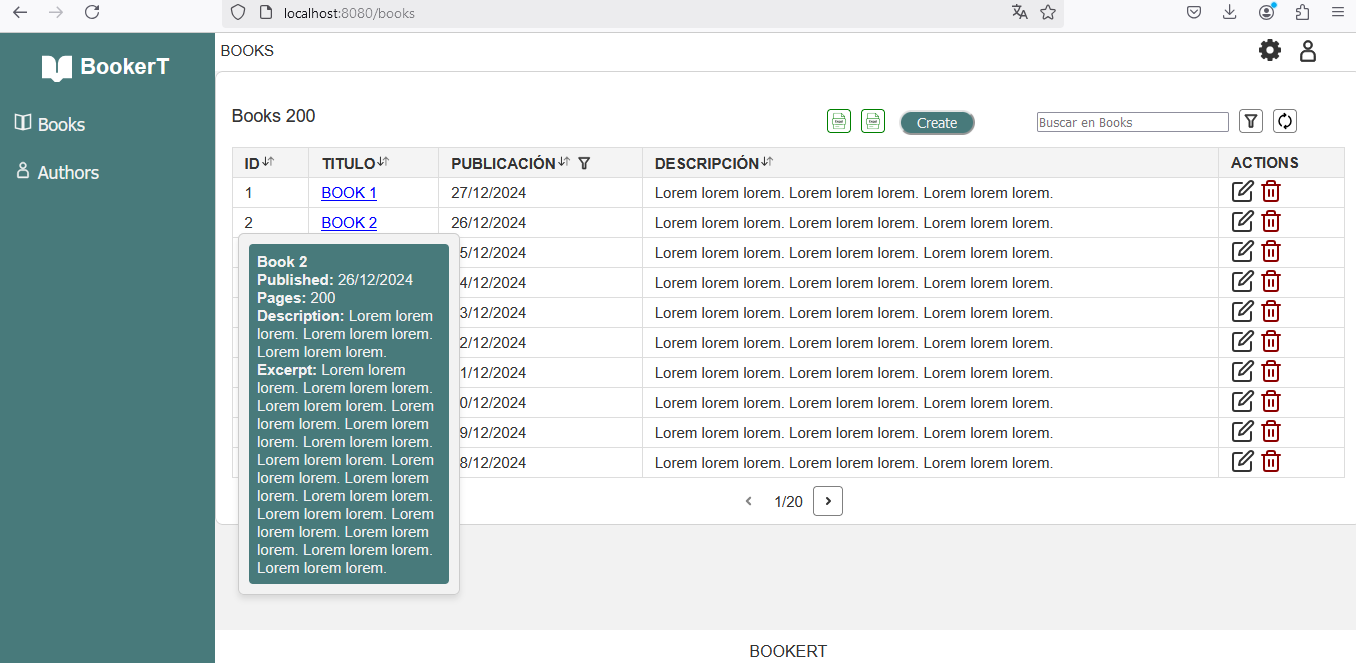 localhost:8080/books
BookerT
BOOKS
Books
Authors
Books 200
Create
Buscar en Books
ID TITULO PUBLICACIÓN DESCRIPCIÓN ACTIONS
1 BOOK 1 27/12/2024 Lorem lorem lorem. Lorem lorem lorem. Lorem lorem lorem.
2 BOOK 2 26/12/2024 Lorem lorem lorem. Lorem lorem lorem. Lorem lorem lorem.
5/12/2024 Lorem lorem lorem. Lorem lorem lorem. Lorem lorem lorem.
4/12/2024 Lorem lorem lorem. Lorem lorem lorem. Lorem lorem lorem.
3/12/2024 Lorem lorem lorem. Lorem lorem lorem. Lorem lorem lorem.
2/12/2024 Lorem lorem lorem. Lorem lorem lorem. Lorem lorem lorem.
1/12/2024 Lorem lorem lorem. Lorem lorem lorem. Lorem lorem lorem.
0/12/2024 Lorem lorem lorem. Lorem lorem lorem. Lorem lorem lorem.
9/12/2024 Lorem lorem lorem. Lorem lorem lorem. Lorem lorem lorem.
8/12/2024 Lorem lorem lorem. Lorem lorem lorem. Lorem lorem lorem.
Book 2
Published: 26/12/2024
Pages: 200
Description: Lorem lorem
lorem. Lorem lorem lorem.
Lorem lorem lorem.
Excerpt: Lorem lorem
lorem. Lorem lorem lorem.
Lorem lorem lorem. Lorem
lorem lorem. Lorem lorem
lorem. Lorem lorem lorem.
Lorem lorem lorem. Lorem
lorem lorem. Lorem lorem
lorem. Lorem lorem lorem.
Lorem lorem lorem. Lorem
lorem lorem. Lorem lorem
lorem. Lorem lorem lorem.
Lorem lorem lorem.
1/20
BOOKERT